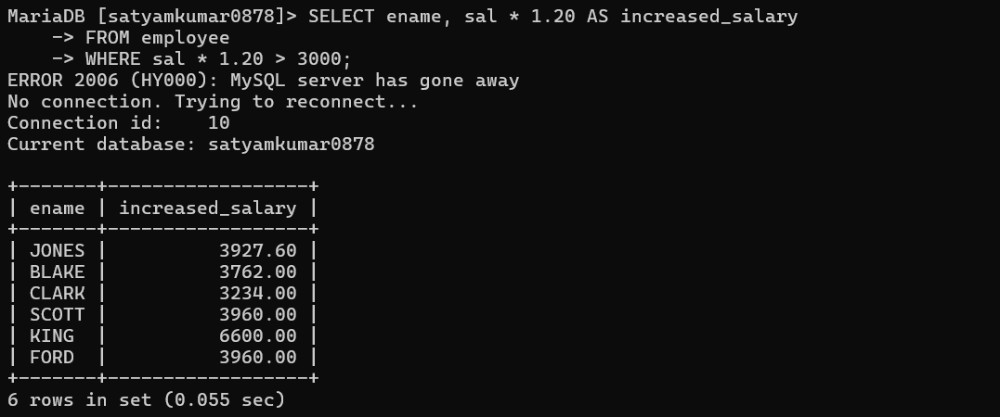 MariaDB [satyamkumar0878]> SELECT ename, sal * 1.20 AS increased_salary
    -> FROM employee
    -> WHERE sal * 1.20 > 3000;
ERROR 2006 (HY000): MySQL server has gone away
No connection. Trying to reconnect...
Connection id:    10
Current database: satyamkumar0878

+-------+------------------+
| ename | increased_salary |
+-------+------------------+
| JONES |          3927.60 |
| BLAKE |          3762.00 |
| CLARK |          3234.00 |
| SCOTT |          3960.00 |
| KING  |          6600.00 |
| FORD  |          3960.00 |
+-------+------------------+
6 rows in set (0.055 sec)